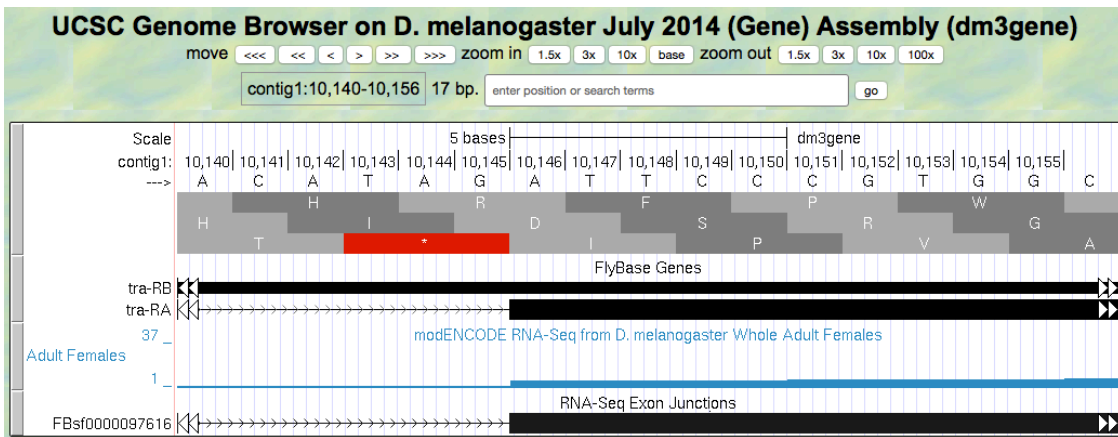 UCSC Genome Browser on D. melanogaster July 2014 (Gene) Assembly (dm3gene)
move <<< << < > >> >>> zoom in 1.5x 3x 10x base zoom out 1.5x 3x 10x 100x
contig1:10,140-10,156 17 bp. enter position or search terms go
Scale 5 bases dm3gene
contig1: 10,140| 10,141| 10,142| 10,143| 10,144| 10,145| 10,146| 10,147| 10,148| 10,149| 10,150| 10,151| 10,152| 10,153| 10,154| 10,155|
---> A C A T A G A T T C C C G T G G C
H R F P W
H I D S R G
T * I P V A
FlyBase Genes
tra-RB
tra-RA
37 _ modENCODE RNA-Seq from D. melanogaster Whole Adult Females
Adult Females
1 _
RNA-Seq Exon Junctions
FBsf0000097616